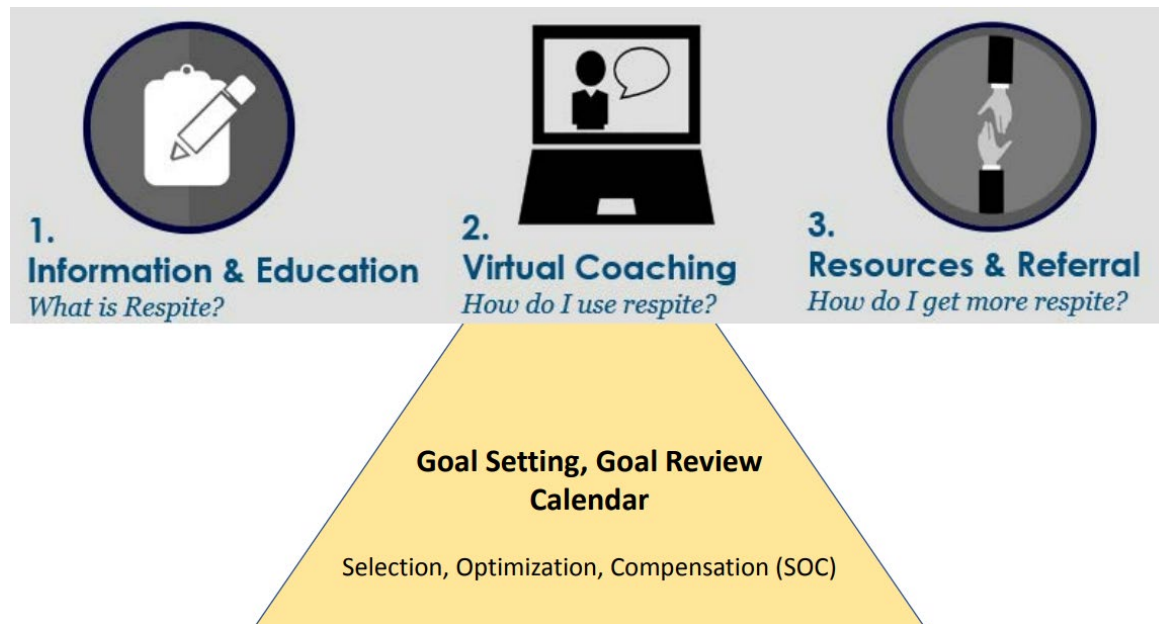 1.
Information & Education
What is Respite?
2.
Virtual Coaching
How do I use respite?
3.
Resources & Referral
How do I get more respite?
Goal Setting, Goal Review
Calendar
Selection, Optimization, Compensation (SOC)